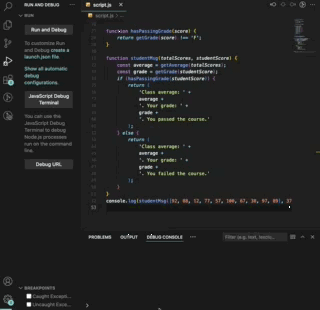 RUN AND DEBUG
RUN
Run and Debug
To customize Run
and Debug create a
launch.json file.
Show all automatic
debug
configurations.
JavaScript Debug
Terminal
You can use the
JavaScript Debug
Terminal to debug
Node.js processes
run on the command
line.
Debug URL
BREAKPOINTS
Caught Excepti...
Uncaught Exce...
script.js
script.js
function hasPassingGrade(score) {
return getGrade(score) !== "F";
}
function studentMsg(totalScores, studentScore) {
const average = getAverage(totalScores);
const grade = getGrade(studentScore);
if (hasPassingGrade(studentScore)) {
return (
'Class average: ' +
average +
'. Your grade: ' +
grade +
'. You passed the course.'
);
} else {
return (
'Class average: ' +
average +
'. Your grade: ' +
grade +
'. You failed the course.'
);
}
}
console.log(studentMsg([92, 88, 12, 77, 57, 100, 67, 38, 97, 89], 37
PROBLEMS
OUTPUT
DEBUG CONSOLE
Filter (e.g. text, !exclu...